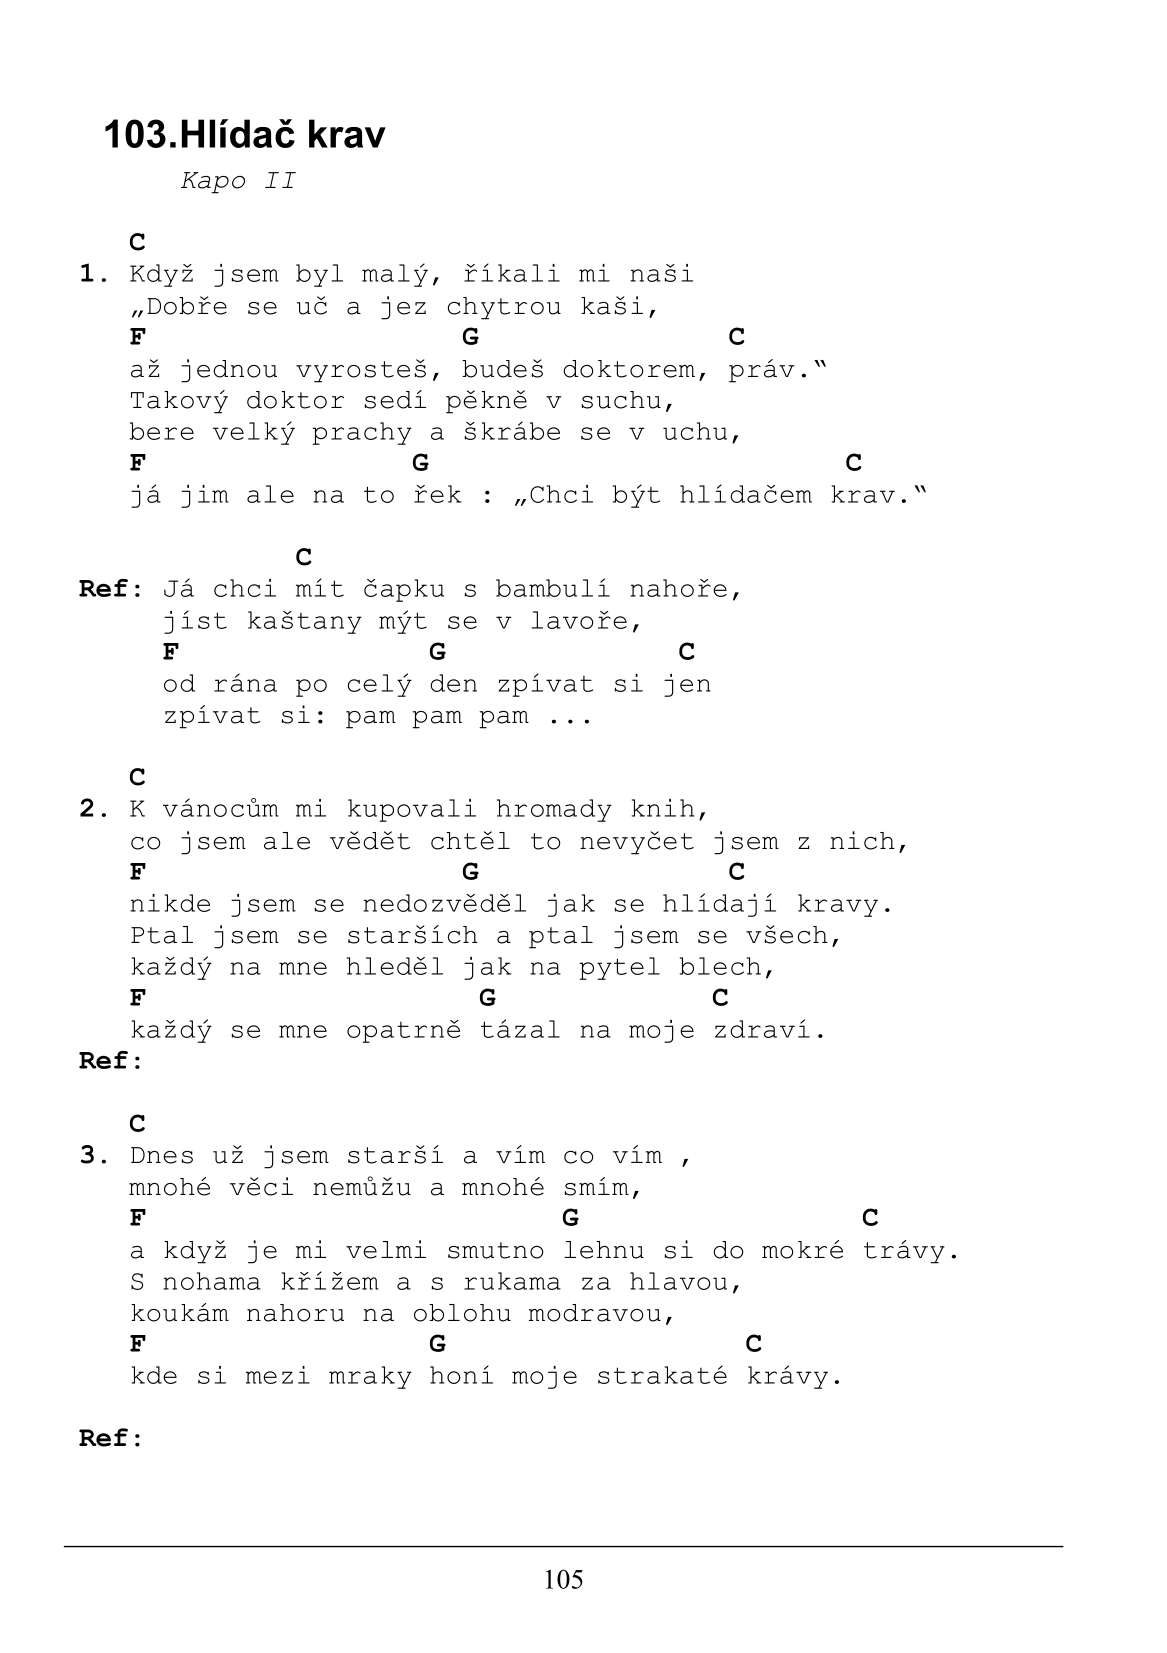 103.Hlídač krav
Kapo II
C
1. Když jsem byl malý, říkali mi naši
„Dobře se uč a jez chytrou kaši,
F G C
až jednou vyrosteš, budeš doktorem, práv.“
Takový doktor sedí pěkně v suchu,
bere velký prachy a škrábe se v uchu,
F G C
já jim ale na to řek : „Chci být hlídačem krav.“
C
Ref: Já chci mít čapku s bambulí nahoře,
jíst kaštany mýt se v lavoře,
F G C
od rána po celý den zpívat si jen
zpívat si: pam pam pam ...
C
2. K vánocům mi kupovali hromady knih,
co jsem ale vědět chtěl to nevyčet jsem z nich,
F G C
nikde jsem se nedozvěděl jak se hlídají kravy.
Ptal jsem se starších a ptal jsem se všech,
každý na mne hleděl jak na pytel blech,
F G C
každý se mne opatrně tázal na moje zdraví.
Ref:
C
3. Dnes už jsem starší a vím co vím ,
mnohé věci nemůžu a mnohé smím,
F G C
a když je mi velmi smutno lehnu si do mokré trávy.
S nohama křížem a s rukama za hlavou,
koukám nahoru na oblohu modravou,
F G C
kde si mezi mraky honí moje strakaté krávy.
Ref:
105